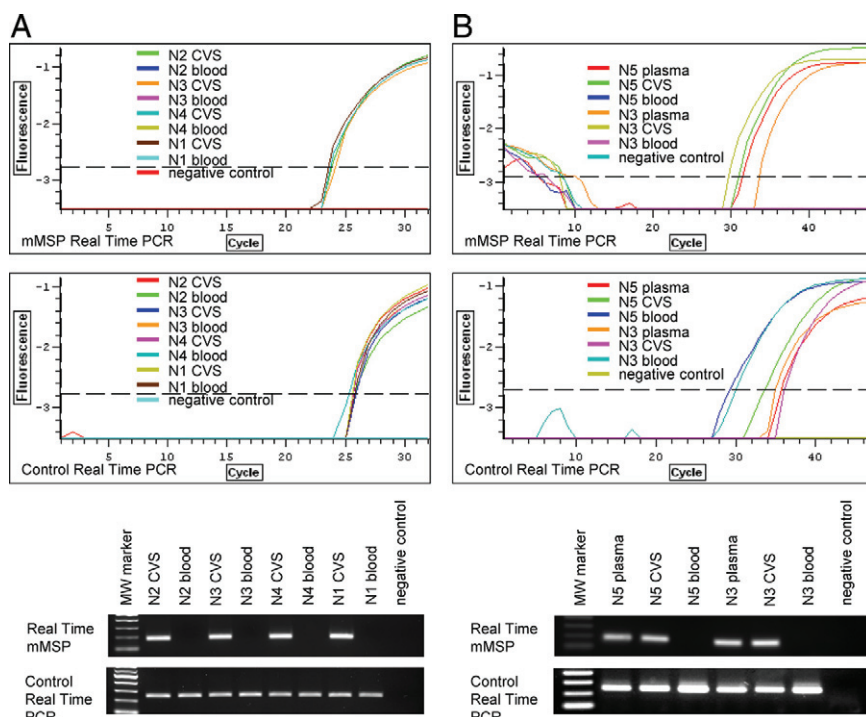 A
B
Fluorescence
-1
-2
-3
N2 CVS
N2 blood
N3 CVS
N3 blood
N4 CVS
N4 blood
N1 CVS
N1 blood
negative control
5
10
15
20
25
30
mMSP Real Time PCR
Cycle
Fluorescence
-1
-2
-3
N5 plasma
N5 CVS
N5 blood
N3 plasma
N3 CVS
N3 blood
negative control
10
20
30
40
mMSP Real Time PCR
Cycle
Fluorescence
-1
-2
-3
N2 CVS
N2 blood
N3 CVS
N3 blood
N4 CVS
N4 blood
N1 CVS
N1 blood
negative control
5
10
15
20
25
30
Control Real Time PCR
Cycle
Fluorescence
-1
-2
-3
N5 plasma
N5 CVS
N5 blood
N3 plasma
N3 CVS
N3 blood
negative control
10
20
30
40
Control Real Time PCR
Cycle
MW marker
N2 CVS
N2 blood
N3 CVS
N3 blood
N4 CVS
N4 blood
N1 CVS
N1 blood
negative control
Real Time
mMSP
Control
Real Time
PCR
MW marker
N5 plasma
N5 CVS
N5 blood
N3 plasma
N3 CVS
N3 blood
negative control
Real Time
mMSP
Control
Real Time
PCR